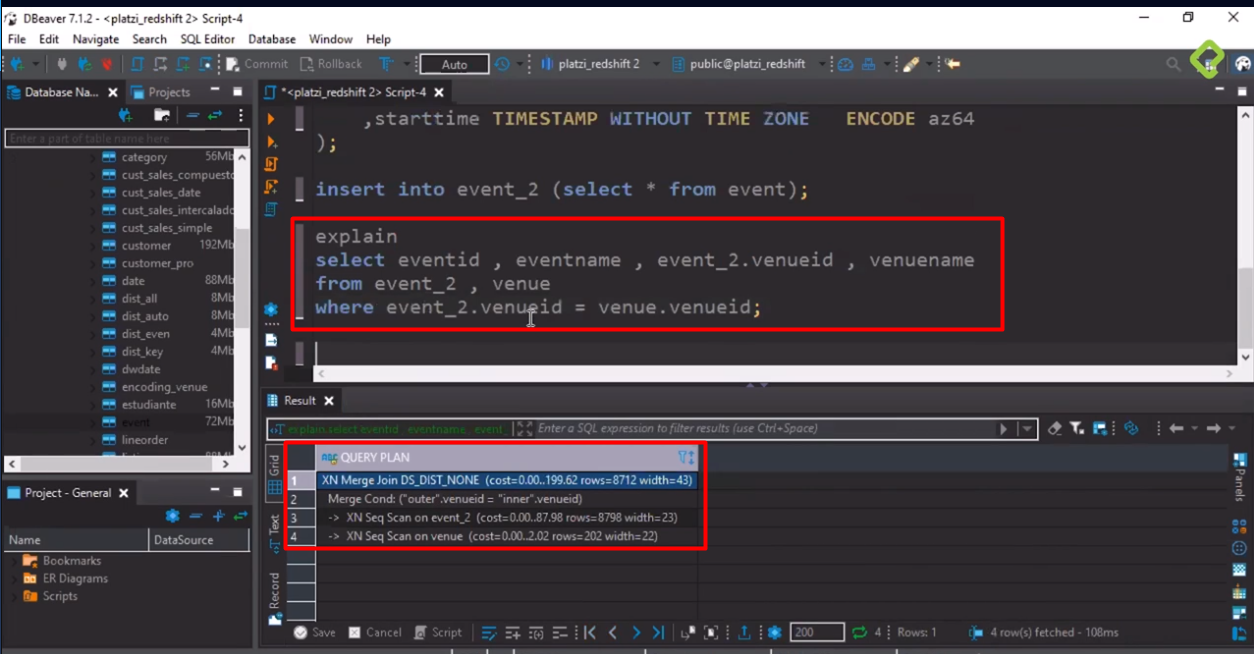 DBeaver 7.1.2 - <platzi_redshift 2> Script-4
File Edit Navigate Search SQL Editor Database Window Help
Commit Rollback Auto platzi_redshift 2 public@platzi_redshift
Database Na... Projects
*<platzi_redshift 2> Script-4
Enter a part of table name here
category 56Mb
cust_sales_compuesto
cust_sales_date
cust_sales_intercalado
cust_sales_simple
customer 192Mb
customer_pro
date 88Mb
dist_all 8Mb
dist_auto 8Mb
dist_even 4Mb
dist_key 4Mb
dwdate
encoding_venue
estudiante 16Mb
event 72Mb
lineorder
,starttime TIMESTAMP WITHOUT TIME ZONE ENCODE az64
);
insert into event_2 (select * from event);
explain
select eventid , eventname , event_2.venueid , venuename
from event_2 , venue
where event_2.venueid = venue.venueid;
Project - General
Name DataSource
Bookmarks
ER Diagrams
Scripts
Result
explain select eventid , eventname , event_
Enter a SQL expression to filter results (use Ctrl+Space)
Grid
Text
Record
Panels
ABC QUERY PLAN
1 XN Merge Join DS_DIST_NONE (cost=0.00..199.62 rows=8712 width=43)
2 Merge Cond: ("outer".venueid = "inner".venueid)
3 -> XN Seq Scan on event_2 (cost=0.00..87.98 rows=8798 width=23)
4 -> XN Seq Scan on venue (cost=0.00..2.02 rows=202 width=22)
Save Cancel Script 200 4 Rows: 1 4 row(s) fetched - 108ms